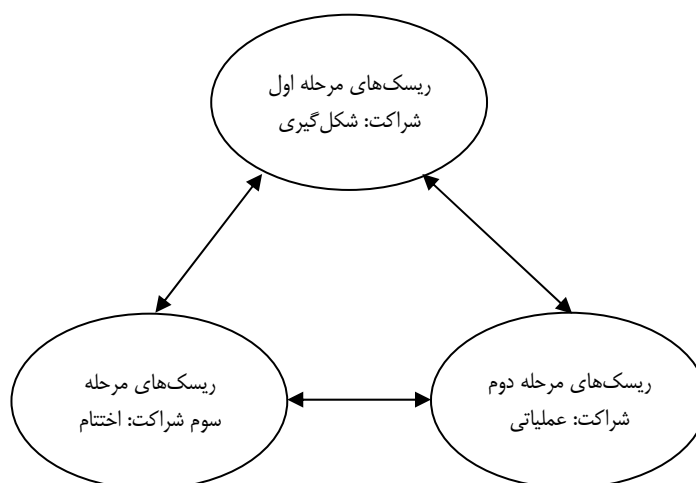 ریسک‌های مرحله اول
شراکت: شکل‌گیری
ریسک‌های مرحله دوم
شراکت: عملیاتی
ریسک‌های مرحله
سوم شراکت: اختتام